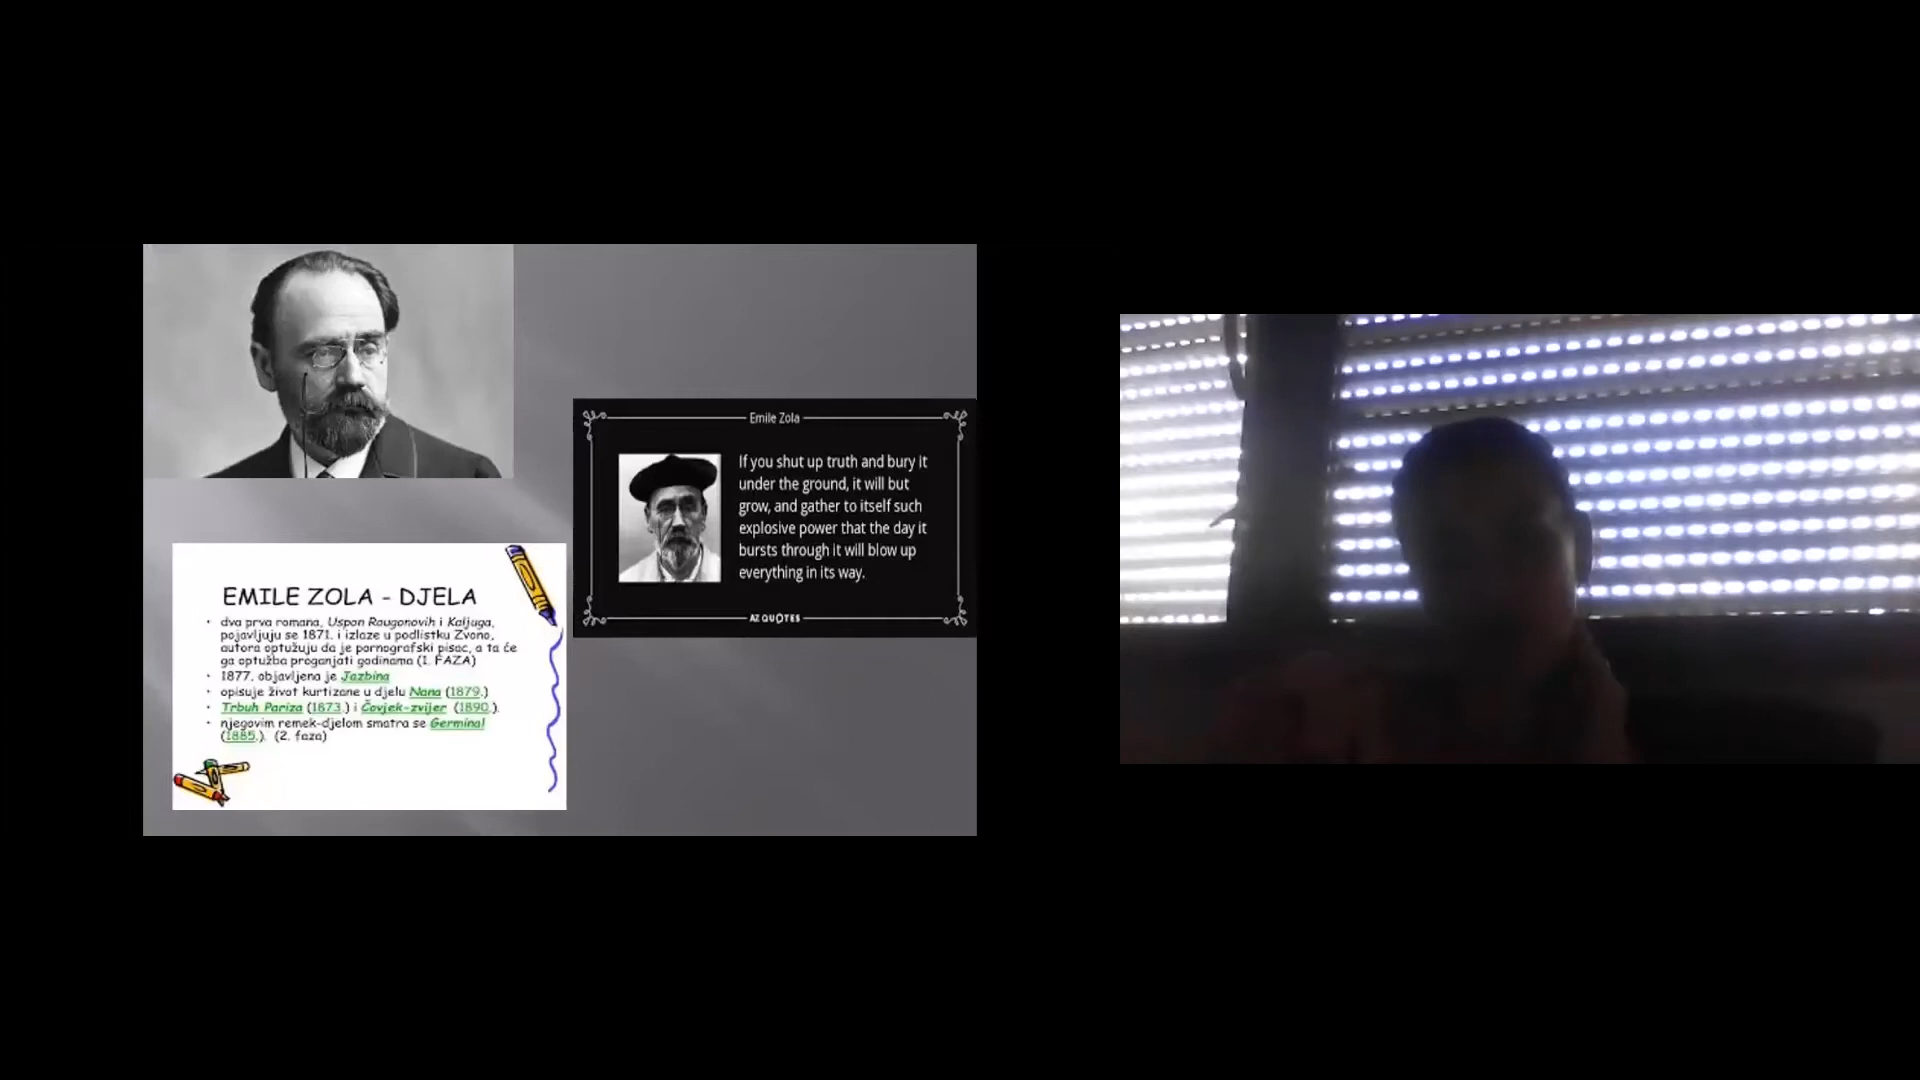 Emile Zola
If you shut up truth and bury it
under the ground, it will but
grow, and gather to itself such
explosive power that the day it
bursts through it will blow up
everything in its way.
AZ QUOTES
EMILE ZOLA - DJELA
• dva prva romana, Uspon Rougonovih i Kaljuga,
pojavljuju se 1871. i izlaze u podlistku Zvono,
autora optužuju da je pornografski pisac, a ta će
ga optužba proganjati godinama (1. FAZA)
• 1877. objavljena je Jazbina
• opisuje život kurtizane u djelu Nana (1879.)
• Trbuh Pariza (1873.) i Čovjek-zvijer (1890.).
• njegovim remek-djelom smatra se Germinal
(1885.). (2. faza)